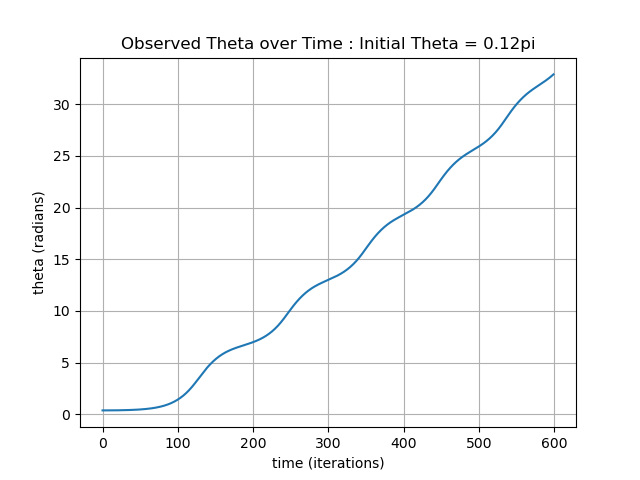 Observed Theta over Time : Initial Theta = 0.12pi
theta (radians)
30
25
20
15
10
5
0
0 100 200 300 400 500 600
time (iterations)